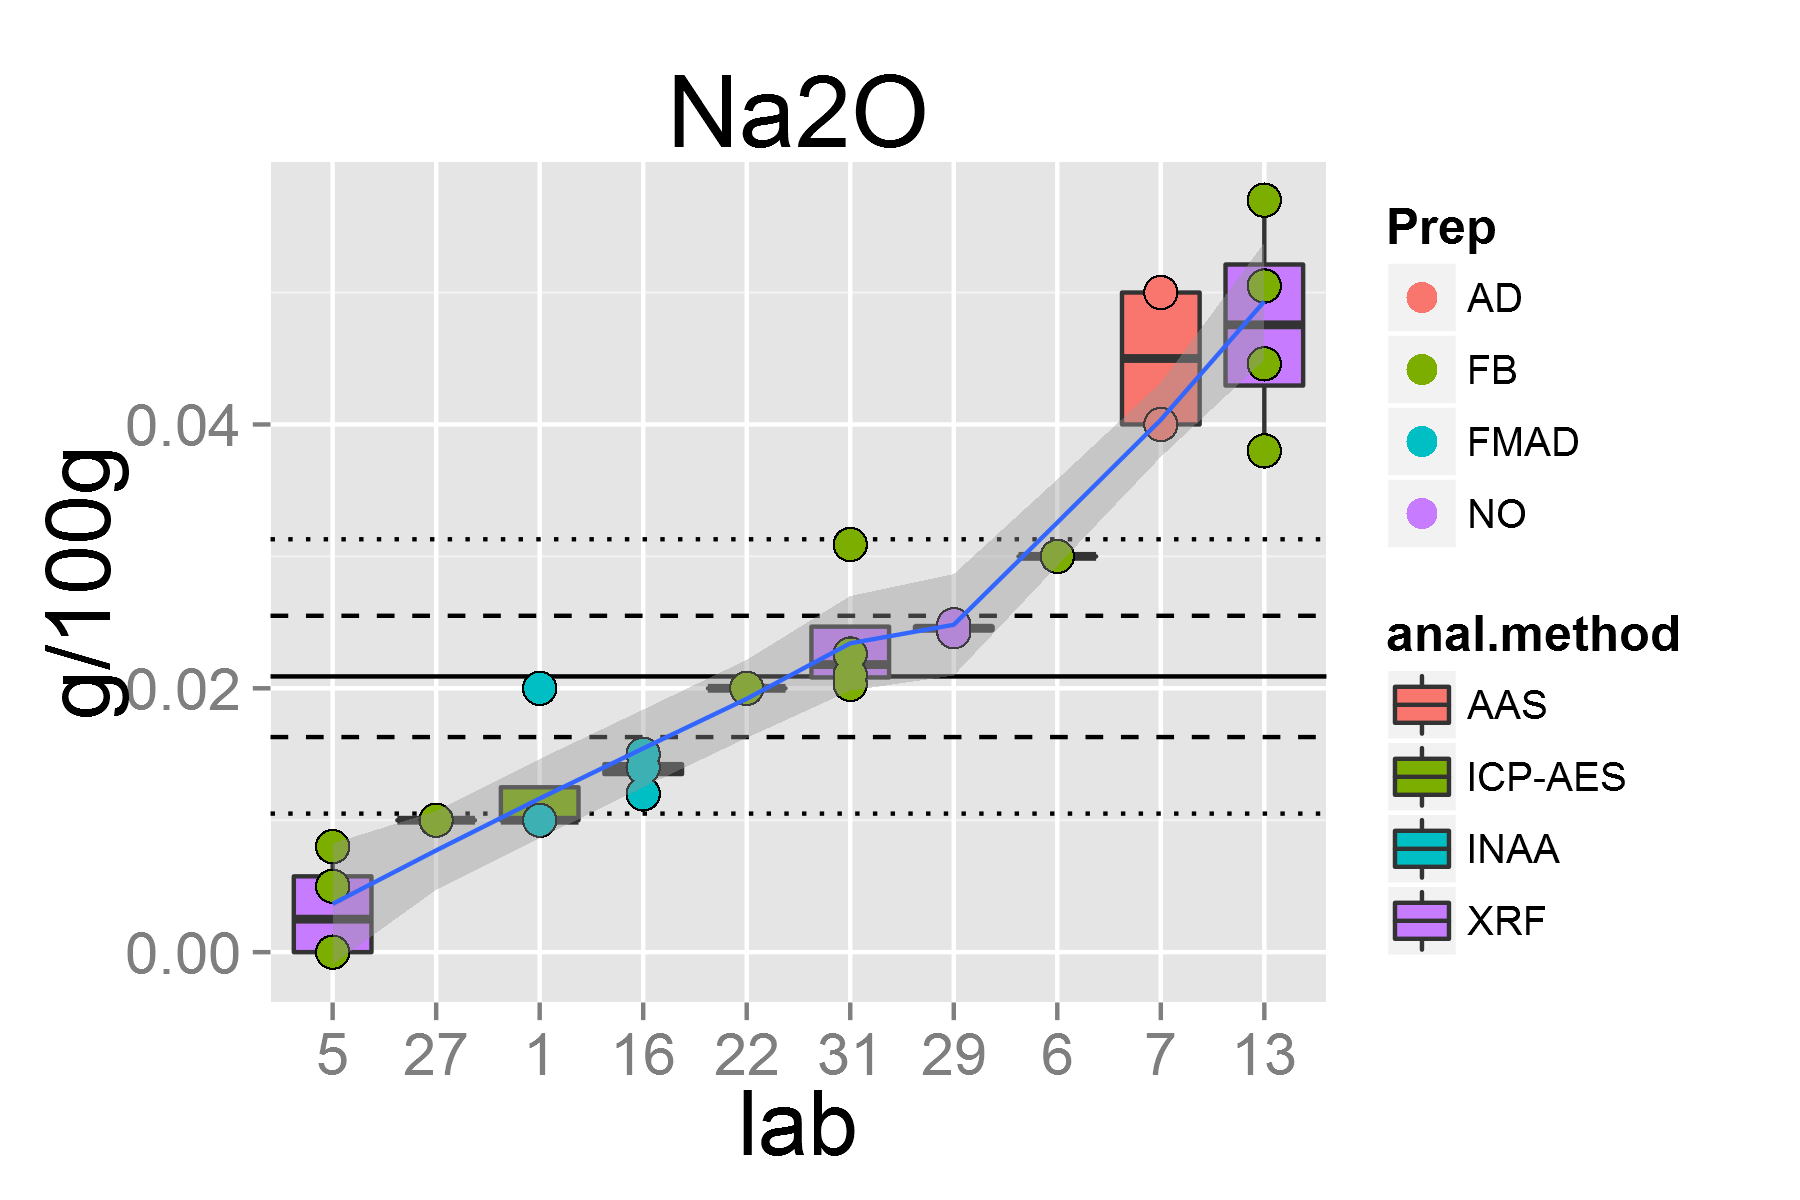 Na2O
g/100g
0.04
0.02
0.00
5 27 1 16 22 31 29 6 7 13
lab
Prep
AD
FB
FMAD
NO
anal.method
AAS
ICP-AES
INAA
XRF